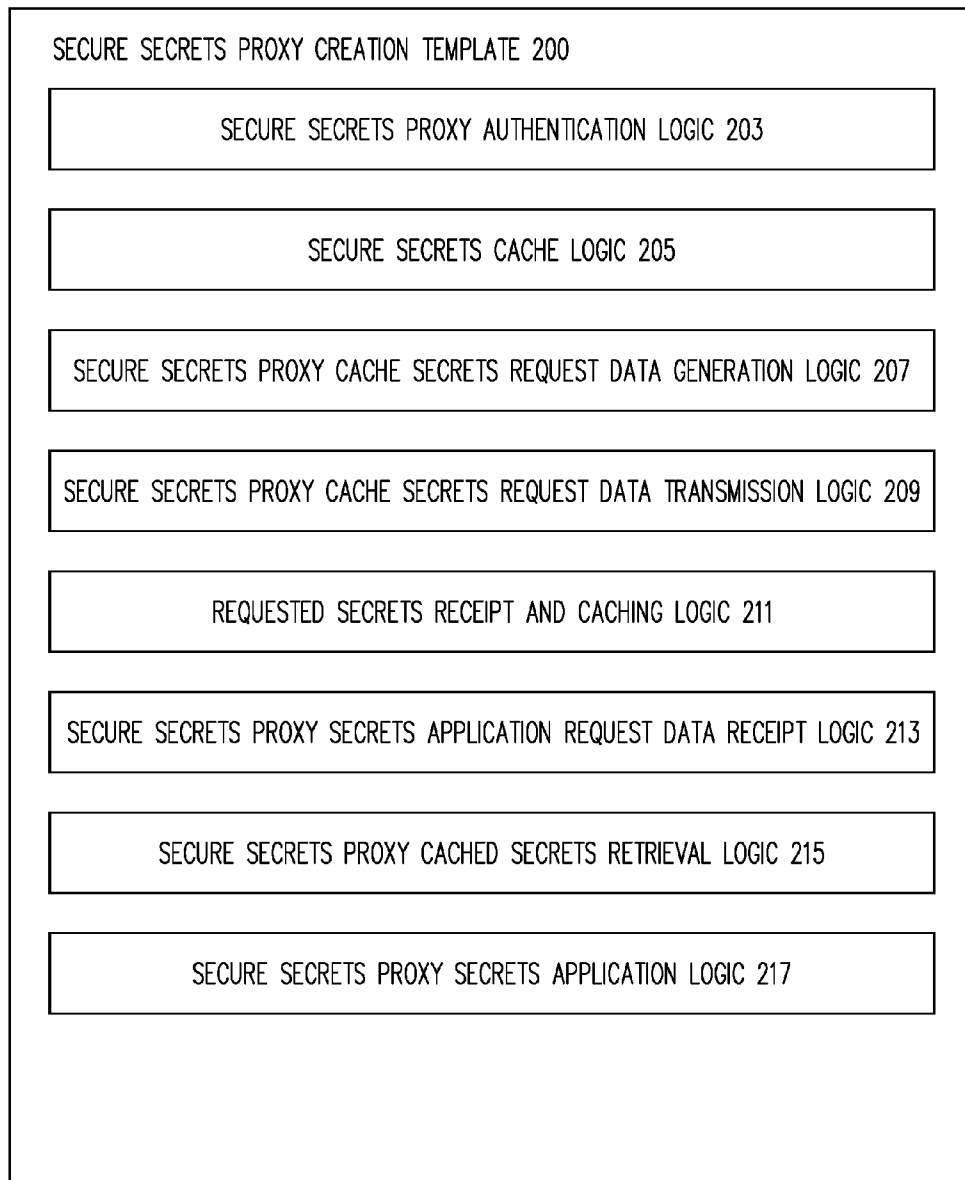 SECURE SECRETS PROXY CREATION TEMPLATE 200
SECURE SECRETS PROXY AUTHENTICATION LOGIC 203
SECURE SECRETS CACHE LOGIC 205
SECURE SECRETS PROXY CACHE SECRETS REQUEST DATA GENERATION LOGIC 207
SECURE SECRETS PROXY CACHE SECRETS REQUEST DATA TRANSMISSION LOGIC 209
REQUESTED SECRETS RECEIPT AND CACHING LOGIC 211
SECURE SECRETS PROXY SECRETS APPLICATION REQUEST DATA RECEIPT LOGIC 213
SECURE SECRETS PROXY CACHED SECRETS RETRIEVAL LOGIC 215
SECURE SECRETS PROXY SECRETS APPLICATION LOGIC 217